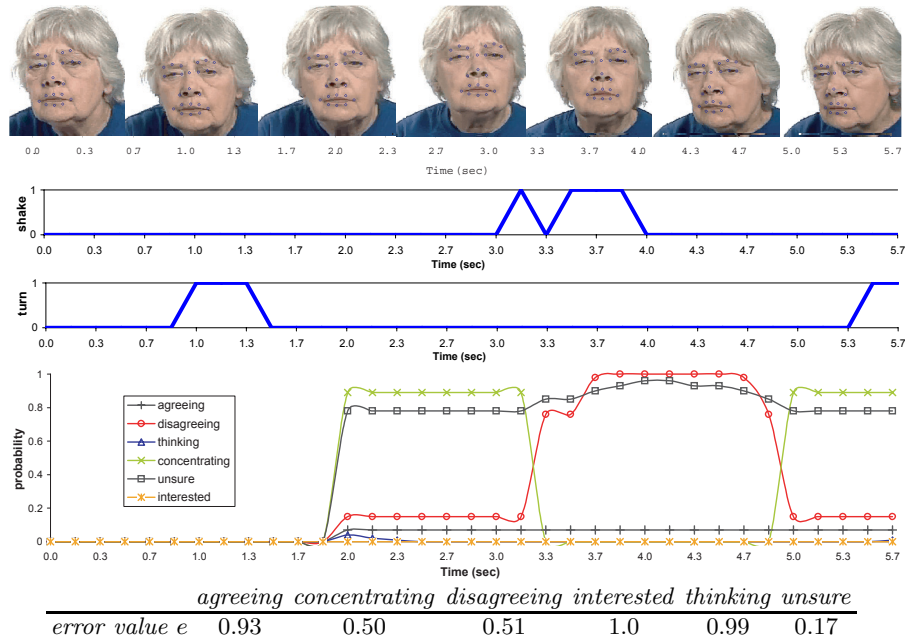 0.0 0.3 1.0 1.3 1.7 2.0 2.3 2.7 3.0 3.3 3.7 4.0 4.3 4.7 5.0 5.7
Time(sec)
shake
1
0
0.0 0.3 0.7 1.0 1.3 1.7 2.0 2.3 2.7 3.0 3.3 3.7 4.0 4.3 4.7 5.0 5.3 5.7
Time (sec)
turn
1
0
0.0 0.3 0.7 1.0 1.3 1.7 2.0 2.3 2.7 3.0 3.3 3.7 4.0 4.3 4.7 5.0 5.3 5.7
Time (sec)
probability
1
0.8
0.6
0.4
0.2
0
agreeing
disagreeing
thinking
concentrating
unsure
interested
0.0 0.3 0.7 1.0 1.3 1.7 2.0 2.3 2.7 3.0 3.3 3.7 4.0 4.3 4.7 5.0 5.3 5.7
Time (sec)
agreeing concentrating disagreeing interested thinking unsure
error value e 0.93 0.50 0.51 1.0 0.99 0.17